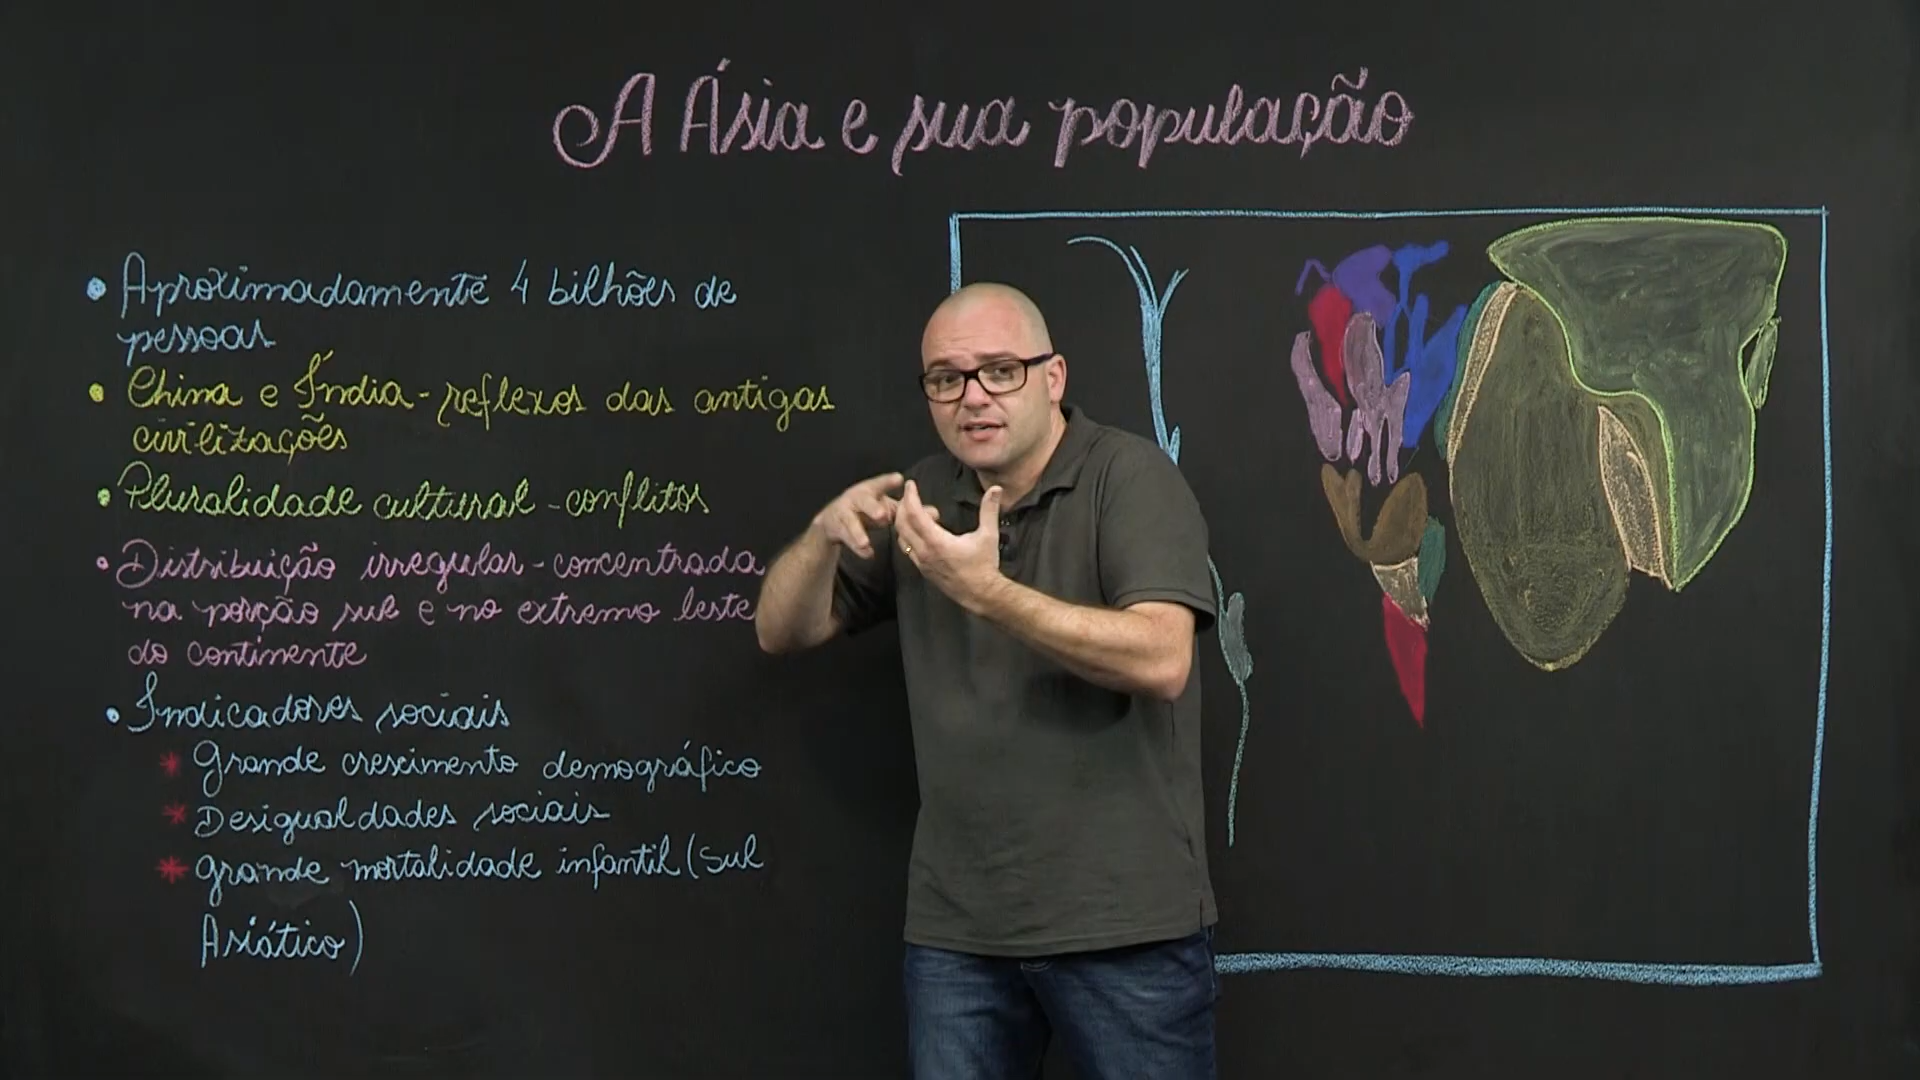 A Ásia e sua população
• Aproximadamente 4 bilhões de
pessoas
• China e Índia - reflexos das antigas
civilizações
• Pluralidade cultural - conflitos
• Distribuição irregular - concentrada
na porção sul e no extremo leste
do continente
• Indicadores sociais
* Grande crescimento demográfico
* Desigualdades sociais
* grande mortalidade infantil (Sul
Asiático)